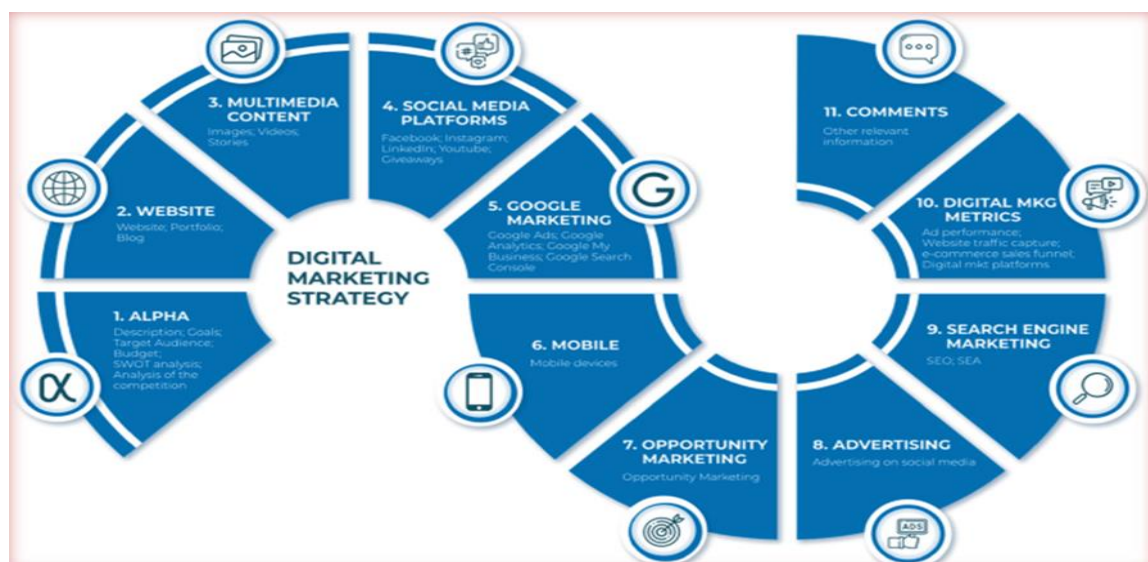 DIGITAL
MARKETING
STRATEGY
1. ALPHA
Description; Goals;
Target Audience;
Budget;
SWOT analysis;
Analysis of the
competition
2. WEBSITE
Website; Portfolio;
Blog
3. MULTIMEDIA
CONTENT
Images; Videos;
Stories
4. SOCIAL MEDIA
PLATFORMS
Facebook; Instagram;
LinkedIn; Youtube;
Giveaways
5. GOOGLE
MARKETING
Google Ads; Google
Analytics; Google My
Business; Google Search
Console
G
6. MOBILE
Mobile devices
7. OPPORTUNITY
MARKETING
Opportunity Marketing
8. ADVERTISING
Advertising on social media
ADS
9. SEARCH ENGINE
MARKETING
SEO; SEA
10. DIGITAL MKG
METRICS
Ad performance;
Website traffic capture;
e-commerce sales funnel;
Digital mkt platforms
11. COMMENTS
Other relevant
information
α
#